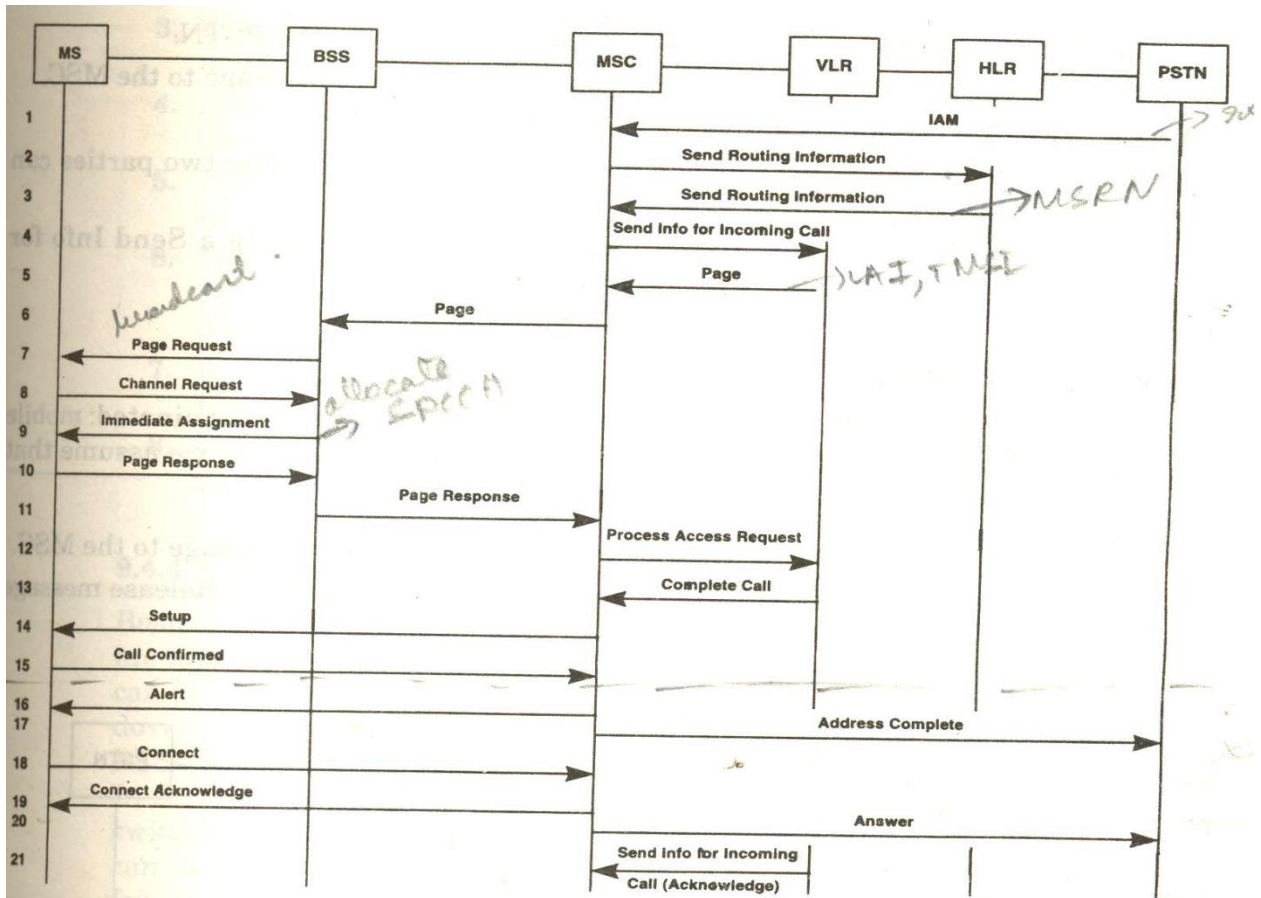 MS
BSS
MSC
VLR
HLR
PSTN
1
IAM
2
Send Routing Information
3
Send Routing Information
MSRN
4
Send Info for Incoming Call
5
Page
LAI, TMSI
6
Page
broadcast
7
Page Request
8
Channel Request
allocate
9
Immediate Assignment
10
Page Response
11
Page Response
12
Process Access Request
13
Complete Call
14
Setup
15
Call Confirmed
16
Alert
17
Address Complete
18
Connect
19
Connect Acknowledge
20
Answer
21
Send Info for Incoming
Call (Acknowledge)